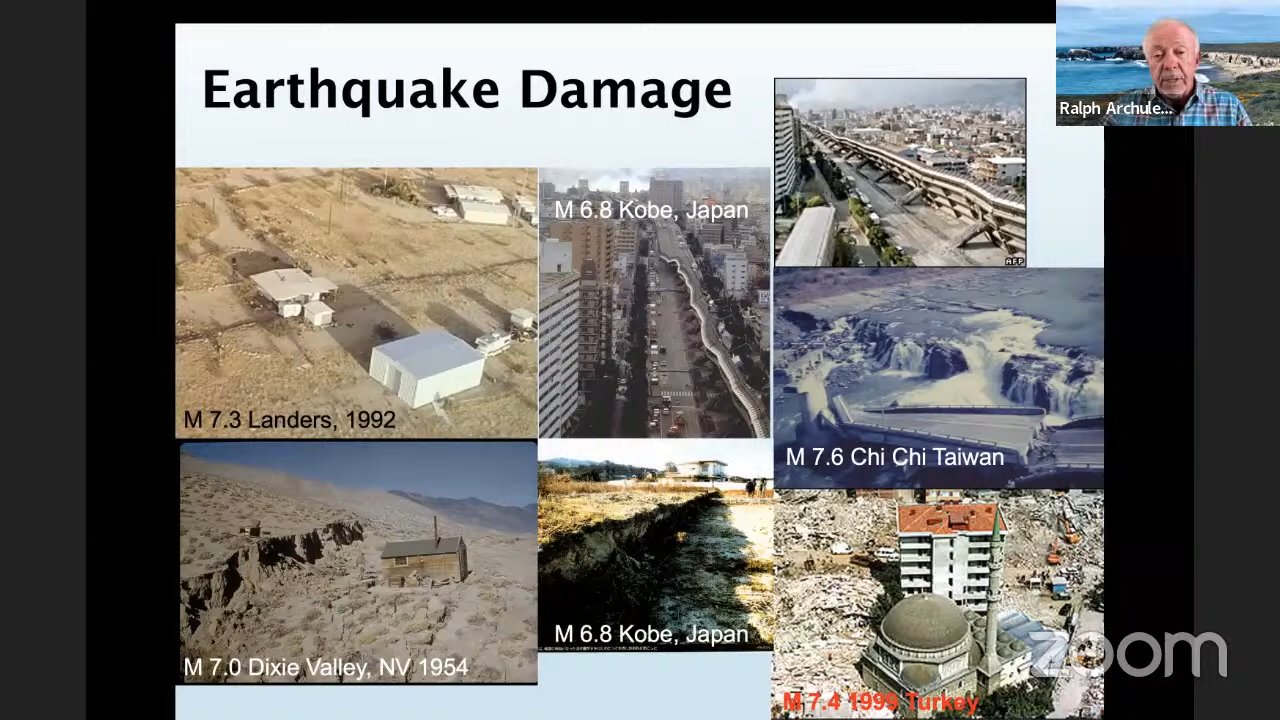 Earthquake Damage
Ralph Archule...
M 6.8 Kobe, Japan
AFP
M 7.3 Landers, 1992
M 7.6 Chi Chi Taiwan
M 6.8 Kobe, Japan
M 7.0 Dixie Valley, NV 1954
M 7.4 1999 Turkey
zoom